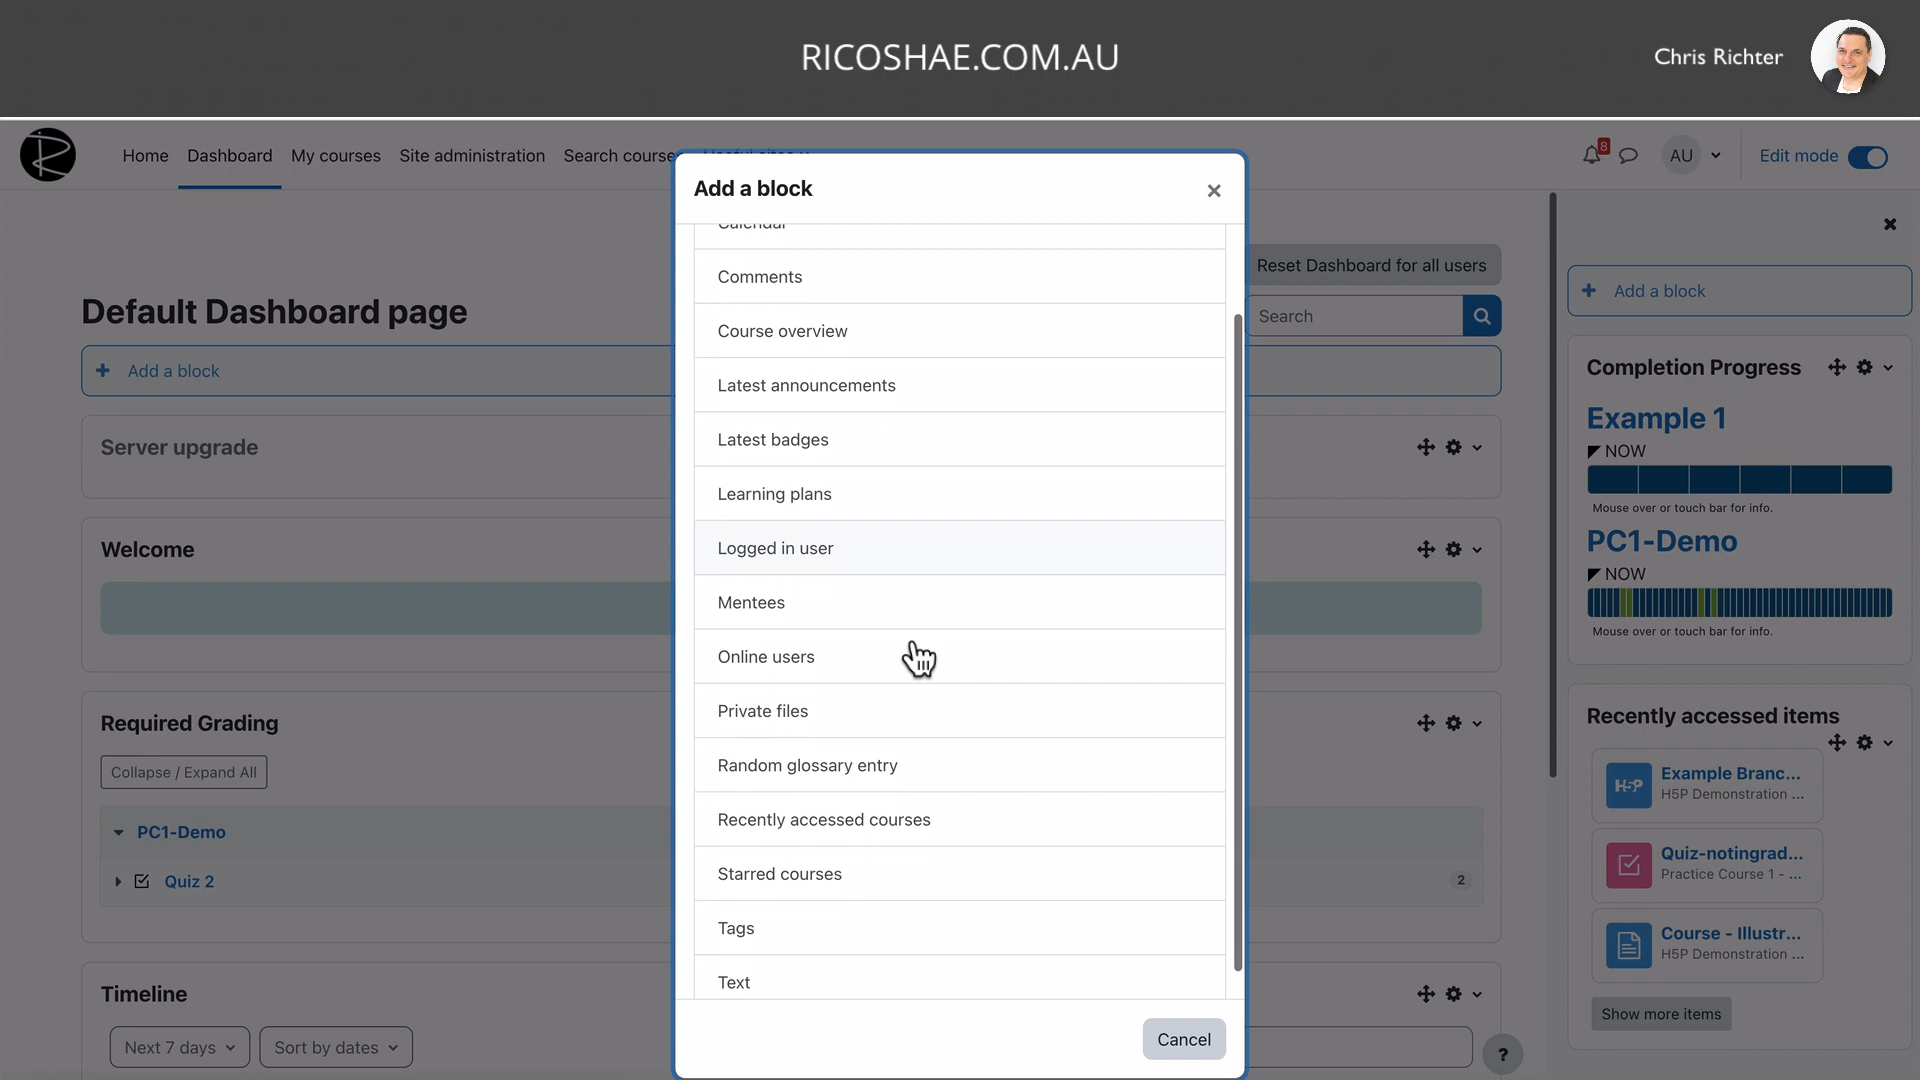 RICOSHAE.COM.AU
Chris Richter
Home Dashboard My courses Site administration Search courses
8
AU
Edit mode
Add a block
×
Calendar
Comments
Course overview
Latest announcements
Latest badges
Learning plans
Logged in user
Mentees
Online users
Private files
Random glossary entry
Recently accessed courses
Starred courses
Tags
Text
Cancel
Reset Dashboard for all users
Default Dashboard page
Search
+ Add a block
Server upgrade
Welcome
Required Grading
Collapse / Expand All
PC1-Demo
Quiz 2
2
Timeline
Next 7 days
Sort by dates
?
+ Add a block
Completion Progress
Example 1
NOW
Mouse over or touch bar for info.
PC1-Demo
NOW
Mouse over or touch bar for info.
Recently accessed items
H5P
Example Branc...
H5P Demonstration ...
Quiz-notingrad...
Practice Course 1 - ...
Course - Illustr...
H5P Demonstration ...
Show more items